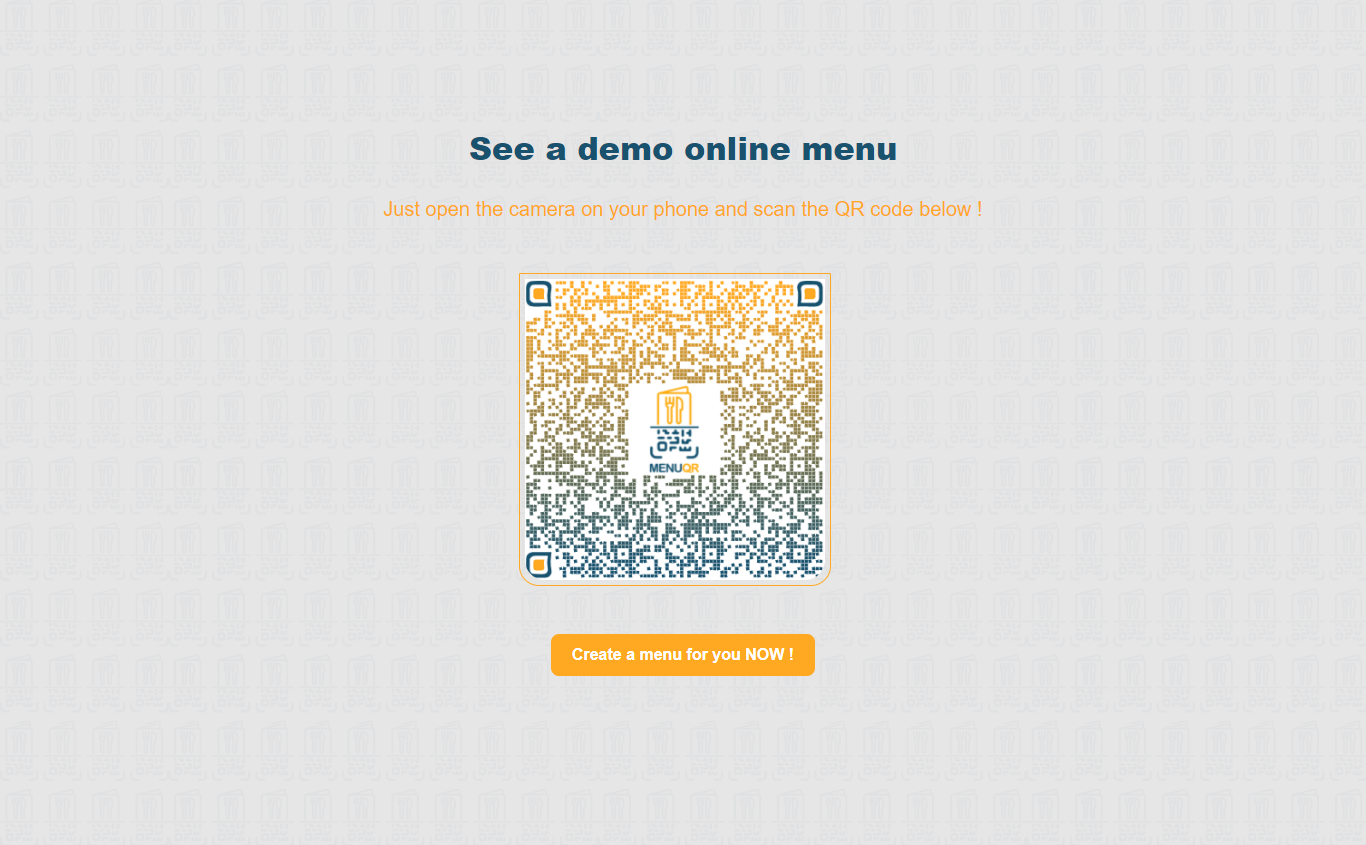 See a demo online menu
Just open the camera on your phone and scan the QR code below !
MENUQR
Create a menu for you NOW !